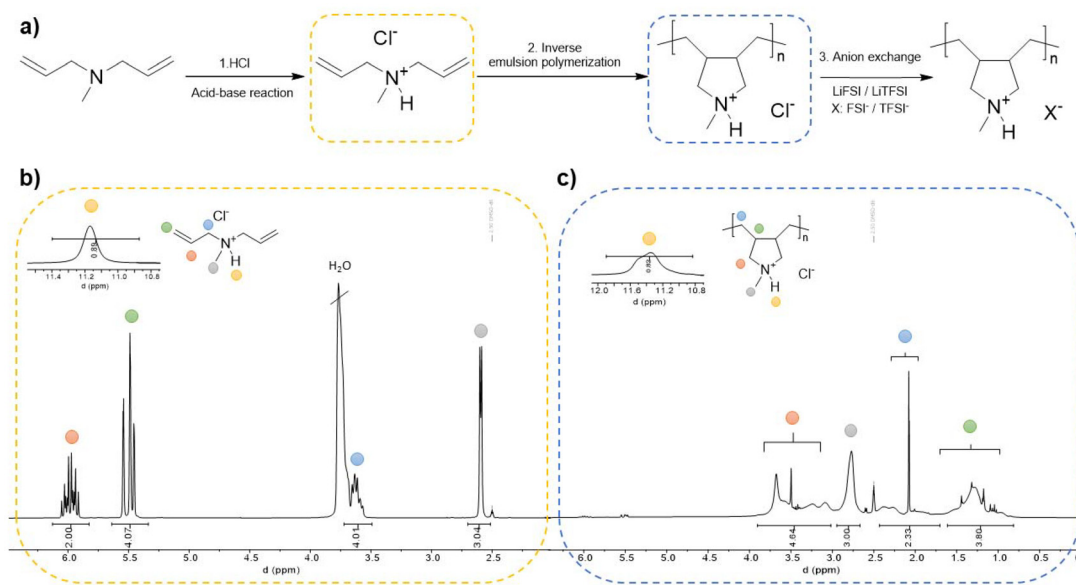 a)
N
1.HCl
Acid-base reaction
Cl-
N+
H
2. Inverse
emulsion polymerization
n
N+
H
Cl-
3. Anion exchange
LiFSI / LiTFSI
X: FSI- / TFSI-
n
N+
H
X-
b)
Cl-
N+
H
0.89
11.4 11.2 11.0 10.8
d (ppm)
H2O
2.00
4.07
4.01
3.04
6.0 5.5 5.0 4.5 4.0 3.5 3.0 2.5
d (ppm)
c)
n
N+
H
Cl-
0.83
12.0 11.6 11.2 10.8
d (ppm)
4.64
3.00
2.33
3.80
6.0 5.5 5.0 4.5 4.0 3.5 3.0 2.5 2.0 1.5 1.0 0.5
d (ppm)